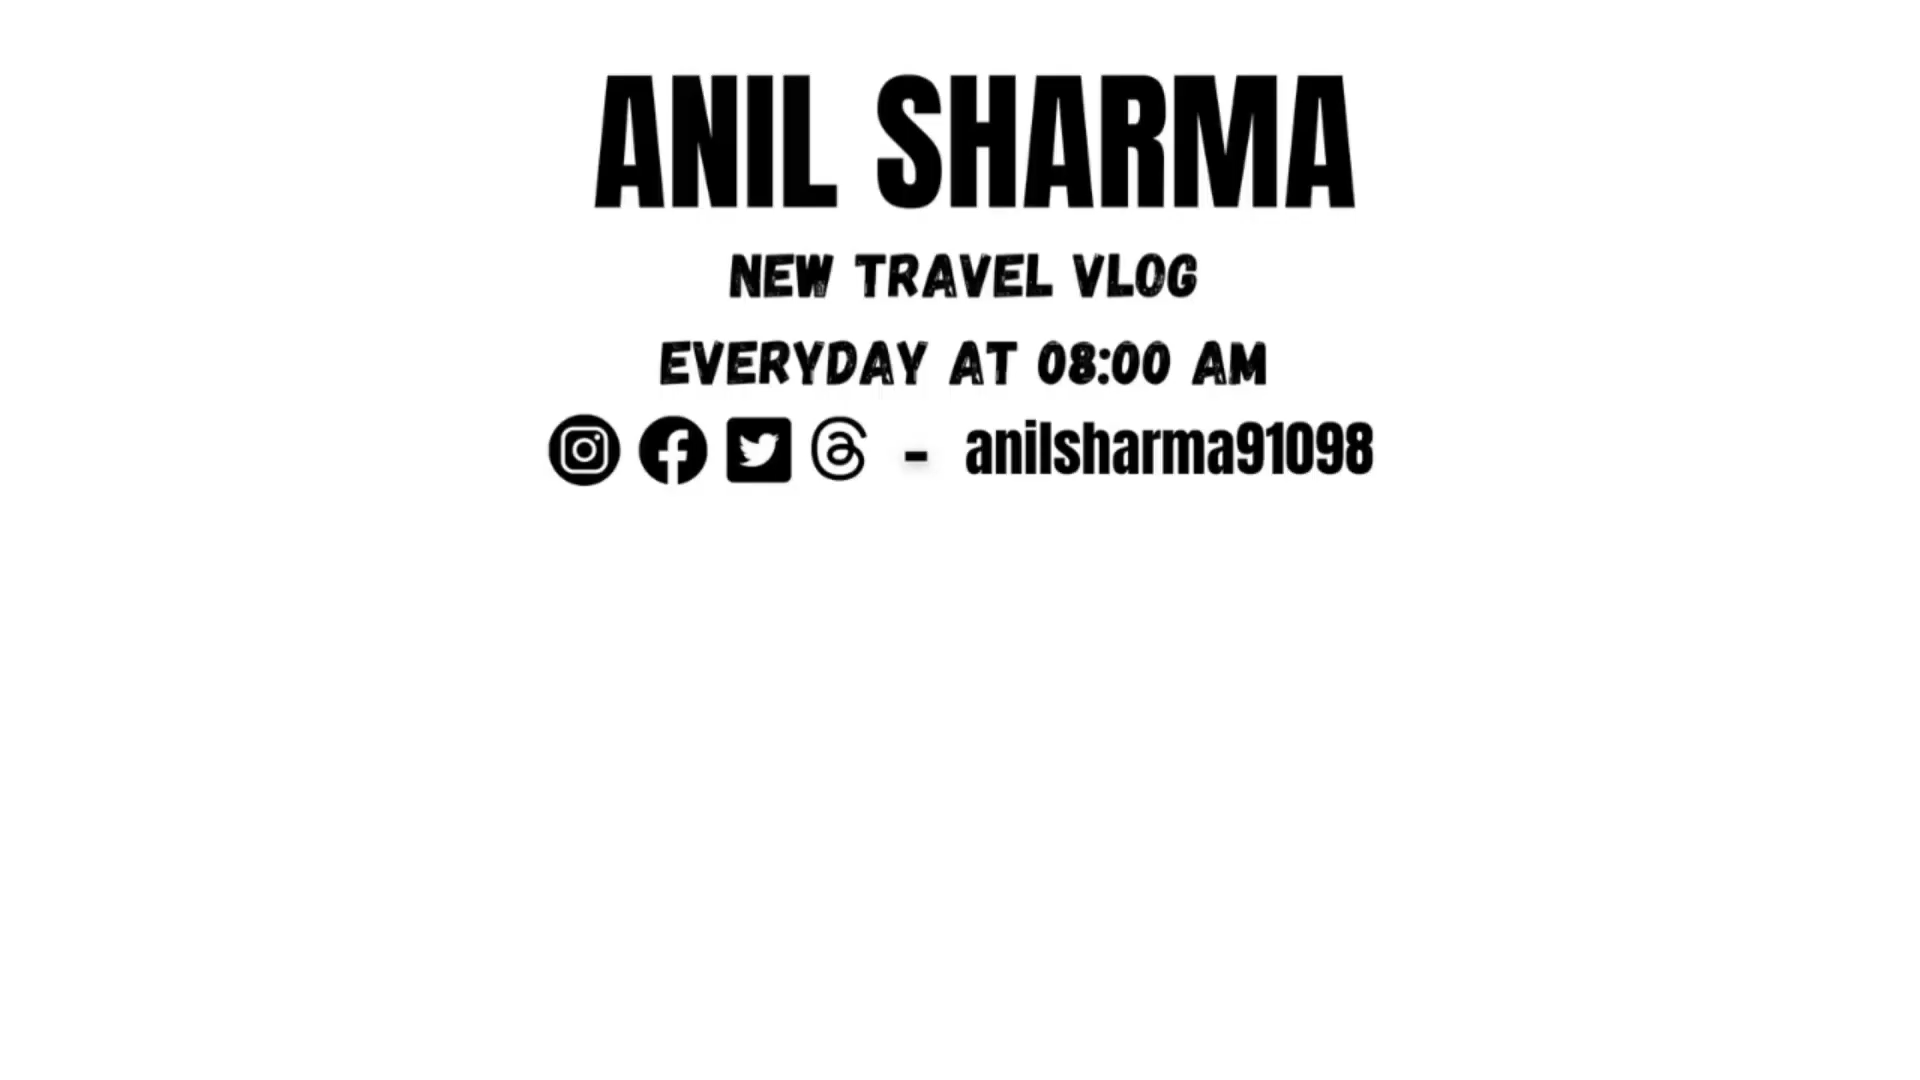 ANIL SHARMA
NEW TRAVEL VLOG
EVERYDAY AT 08:00 AM
- anilsharma91098